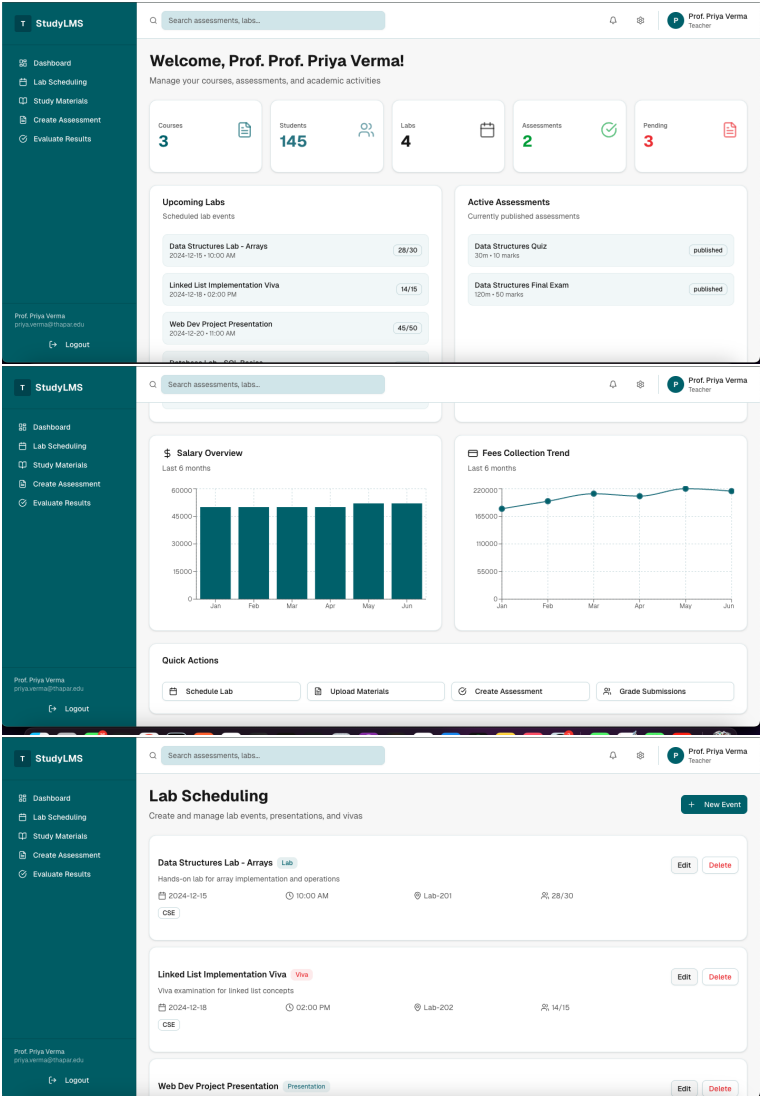 T StudyLMS
Search assessments, labs...
P Prof. Priya Verma
Teacher
Dashboard
Lab Scheduling
Study Materials
Create Assessment
Evaluate Results
Prof. Priya Verma
priya.verma@thapar.edu
Logout
Welcome, Prof. Prof. Priya Verma!
Manage your courses, assessments, and academic activities
Courses
3
Students
145
Labs
4
Assessments
2
Pending
3
Upcoming Labs
Scheduled lab events
Data Structures Lab - Arrays
2024-12-15 • 10:00 AM
28/30
Linked List Implementation Viva
2024-12-18 • 02:00 PM
14/15
Web Dev Project Presentation
2024-12-20 • 11:00 AM
45/50
Active Assessments
Currently published assessments
Data Structures Quiz
30m • 10 marks
published
Data Structures Final Exam
120m • 50 marks
published
T StudyLMS
Search assessments, labs...
P Prof. Priya Verma
Teacher
Dashboard
Lab Scheduling
Study Materials
Create Assessment
Evaluate Results
Prof. Priya Verma
priya.verma@thapar.edu
Logout
$ Salary Overview
Last 6 months
60000
45000
30000
15000
0
Jan Feb Mar Apr May Jun
Fees Collection Trend
Last 6 months
220000
165000
110000
55000
0
Jan Feb Mar Apr May Jun
Quick Actions
Schedule Lab
Upload Materials
Create Assessment
Grade Submissions
T StudyLMS
Search assessments, labs...
P Prof. Priya Verma
Teacher
Dashboard
Lab Scheduling
Study Materials
Create Assessment
Evaluate Results
Prof. Priya Verma
priya.verma@thapar.edu
Logout
Lab Scheduling
Create and manage lab events, presentations, and vivas
+ New Event
Data Structures Lab - Arrays Lab
Edit Delete
Hands-on lab for array implementation and operations
2024-12-15 10:00 AM Lab-201 28/30
CSE
Linked List Implementation Viva Viva
Edit Delete
Viva examination for linked list concepts
2024-12-18 02:00 PM Lab-202 14/15
CSE
Web Dev Project Presentation Presentation
Edit Delete